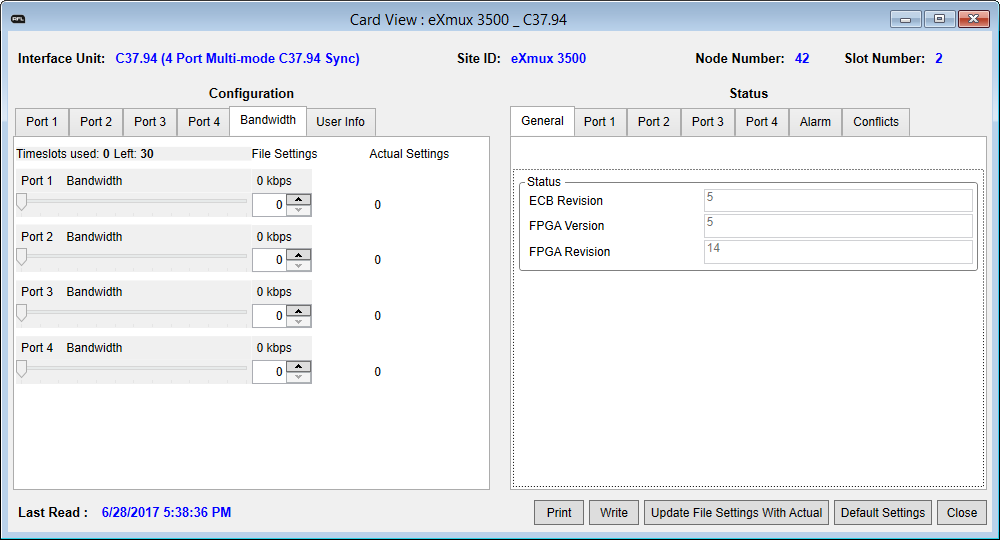 RFL
Card View : eXmux 3500 _ C37.94
Interface Unit: C37.94 (4 Port Multi-mode C37.94 Sync) Site ID: eXmux 3500 Node Number: 42 Slot Number: 2
Configuration
Port 1 Port 2 Port 3 Port 4 Bandwidth User Info
Timeslots used: 0 Left: 30 File Settings Actual Settings
Port 1 Bandwidth 0 kbps
0 0
Port 2 Bandwidth 0 kbps
0 0
Port 3 Bandwidth 0 kbps
0 0
Port 4 Bandwidth 0 kbps
0 0
Status
General Port 1 Port 2 Port 3 Port 4 Alarm Conflicts
Status
ECB Revision 5
FPGA Version 5
FPGA Revision 14
Last Read : 6/28/2017 5:38:36 PM
Print Write Update File Settings With Actual Default Settings Close